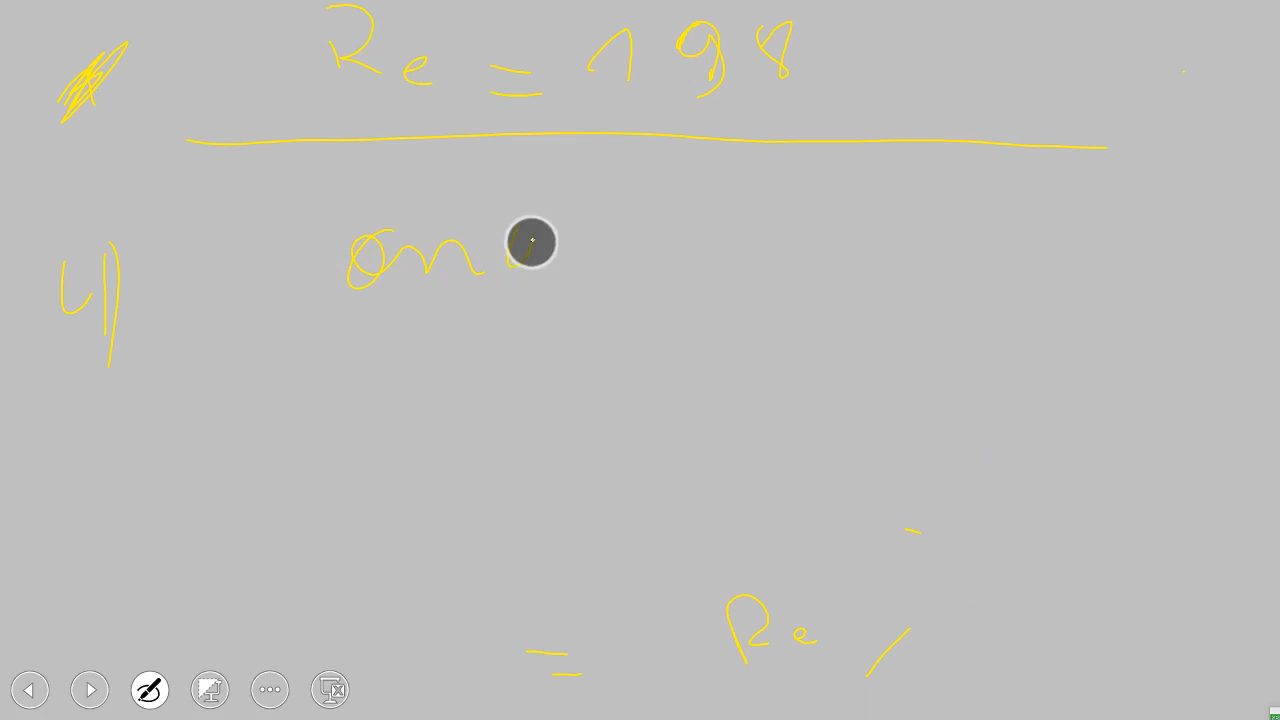 Re = 198
4)
= Re /